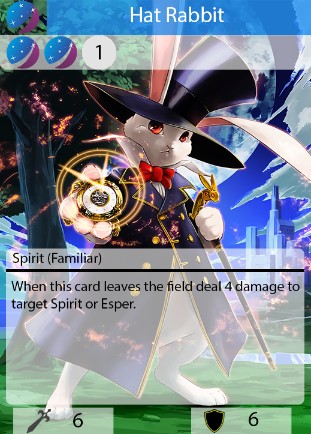 Hat Rabbit
1
Spirit (Familiar)
When this card leaves the field deal 4 damage to
target Spirit or Esper.
6 6